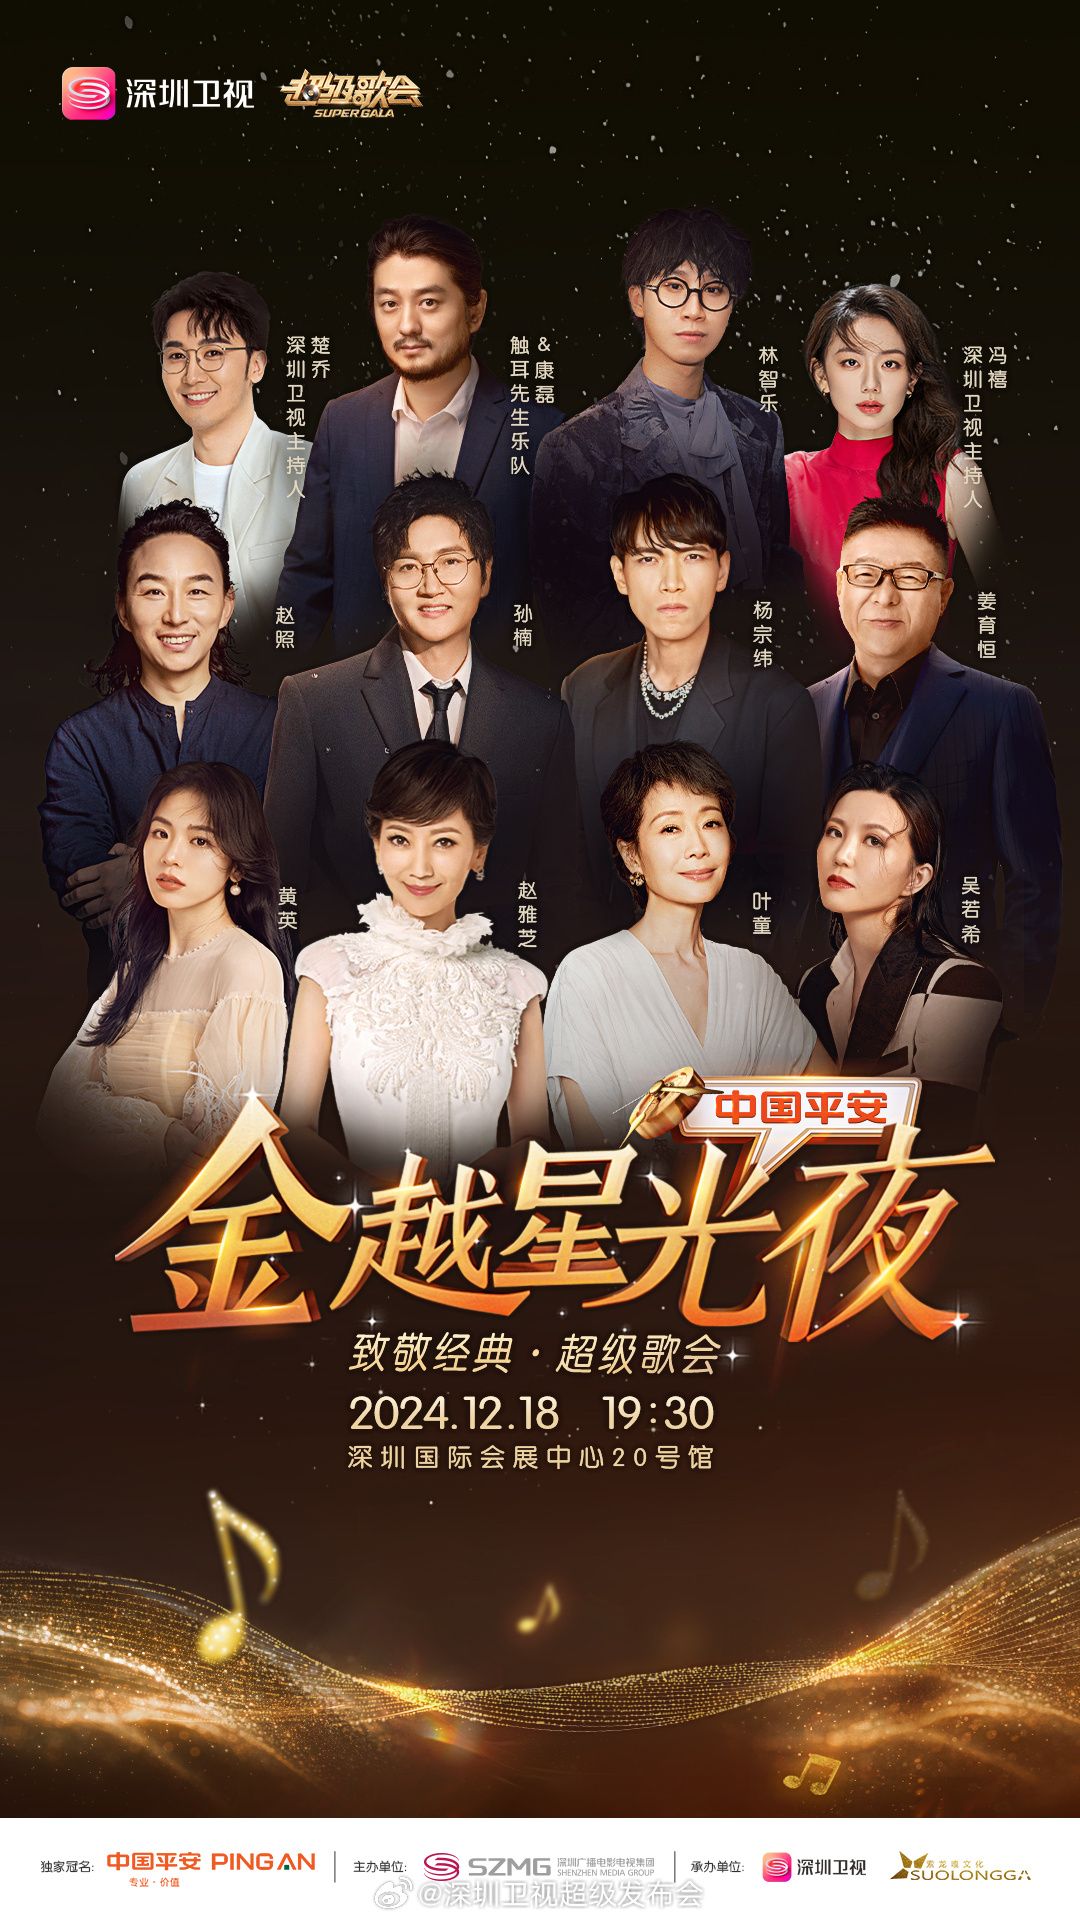 深圳卫视
超级歌会
SUPER GALA
楚乔
深圳卫视主持人
&康磊
触耳先生乐队
林智乐
冯禧
深圳卫视主持人
赵照
孙楠
杨宗纬
姜育恒
黄英
赵雅芝
叶童
吴若希
中国平安
金越星光夜
致敬经典·超级歌会
2024.12.18 19:30
深圳国际会展中心20号馆
独家冠名: 中国平安 PING AN
专业·价值
主办单位: SZMG 深圳广播电影电视集团
SHENZHEN MEDIA GROUP
承办单位: 深圳卫视 索龙嘎文化
SUOLONGGA
@深圳卫视超级发布会